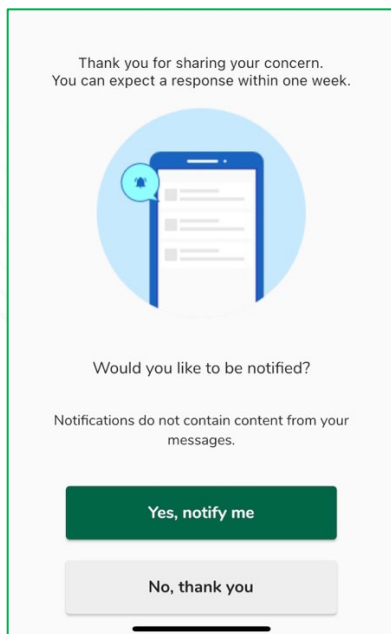 Thank you for sharing your concern.
You can expect a response within one week.
Would you like to be notified?
Notifications do not contain content from your
messages.
Yes, notify me
No, thank you